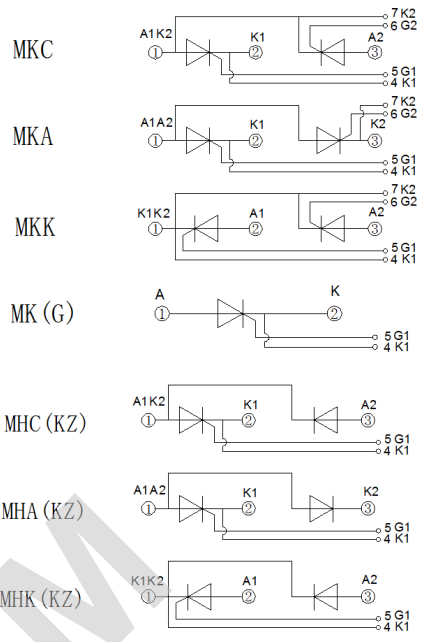 7 K2
6 G2
MKC A1K2 ① K1 ② A2 ③
5 G1
4 K1
7 K2
6 G2
MKA A1A2 ① K1 ② K2 ③
5 G1
4 K1
7 K2
6 G2
MKK K1K2 ① A1 ② A2 ③
5 G1
4 K1
MK(G) A ① K ②
5 G1
4 K1
MHC(KZ) A1K2 ① K1 ② A2 ③
5 G1
4 K1
MHA(KZ) A1A2 ① K1 ② K2 ③
5 G1
4 K1
MHK(KZ) K1K2 ① A1 ② A2 ③
5 G1
4 K1